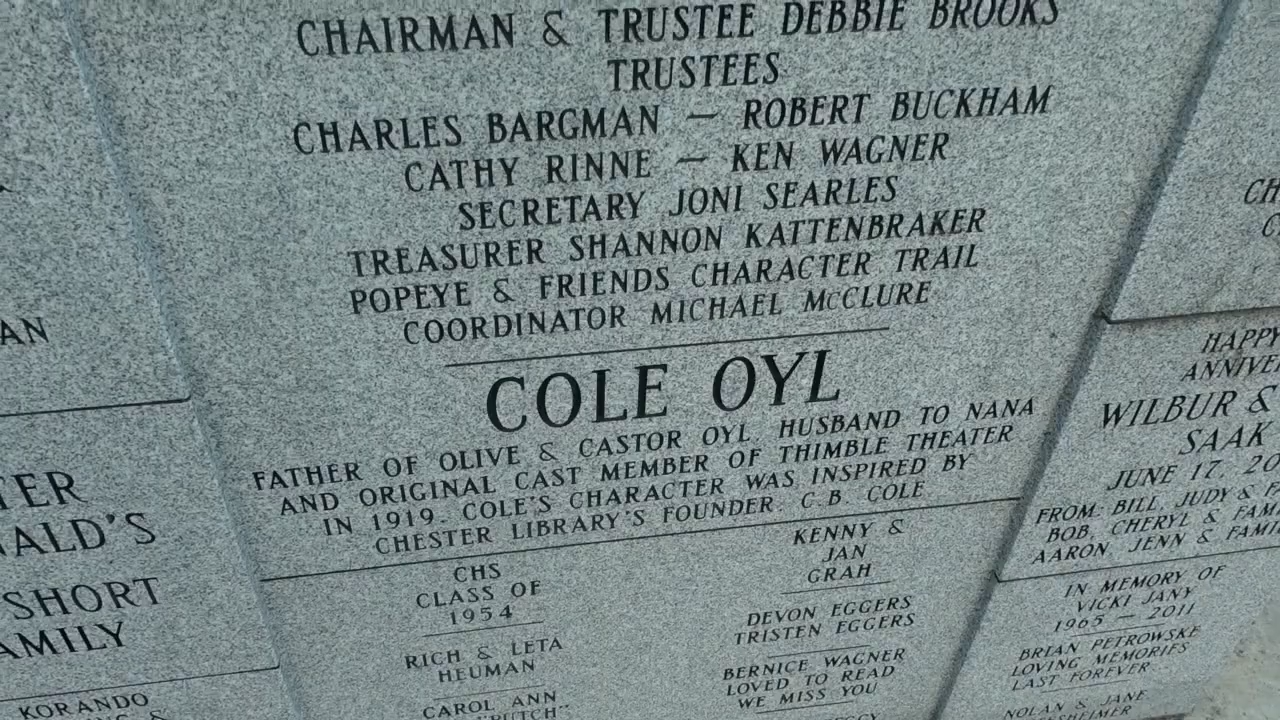 CHAIRMAN & TRUSTEE DEBBIE BROOKS
TRUSTEES
CHARLES BARGMAN — ROBERT BUCKHAM
CATHY RINNE — KEN WAGNER
SECRETARY JONI SEARLES
TREASURER SHANNON KATTENBRAKER
POPEYE & FRIENDS CHARACTER TRAIL
COORDINATOR MICHAEL McCLURE
COLE OYL
FATHER OF OLIVE & CASTOR OYL. HUSBAND TO NANA
AND ORIGINAL CAST MEMBER OF THIMBLE THEATER
IN 1919. COLE'S CHARACTER WAS INSPIRED BY
CHESTER LIBRARY'S FOUNDER: C.B. COLE
CHS
CLASS OF
1954
RICH & LETA
HEUMAN
CAROL ANN
"BUTCH"
KENNY &
JAN
GRAH
DEVON EGGERS
TRISTEN EGGERS
BERNICE WAGNER
LOVED TO READ
WE MISS YOU
AN
TER
ALD'S
SHORT
AMILY
KORANDO
&
CH
HAPPY
ANNIVE
WILBUR &
SAAK
JUNE 17, 20
FROM: BILL, JUDY & F
BOB, CHERYL & FAM
AARON, JENN & FAMI
IN MEMORY OF
VICKI JANY
1965 — 2011
BRIAN PETROWSKE
LOVING MEMORIES
LAST FOREVER...
NOLAN & JANE